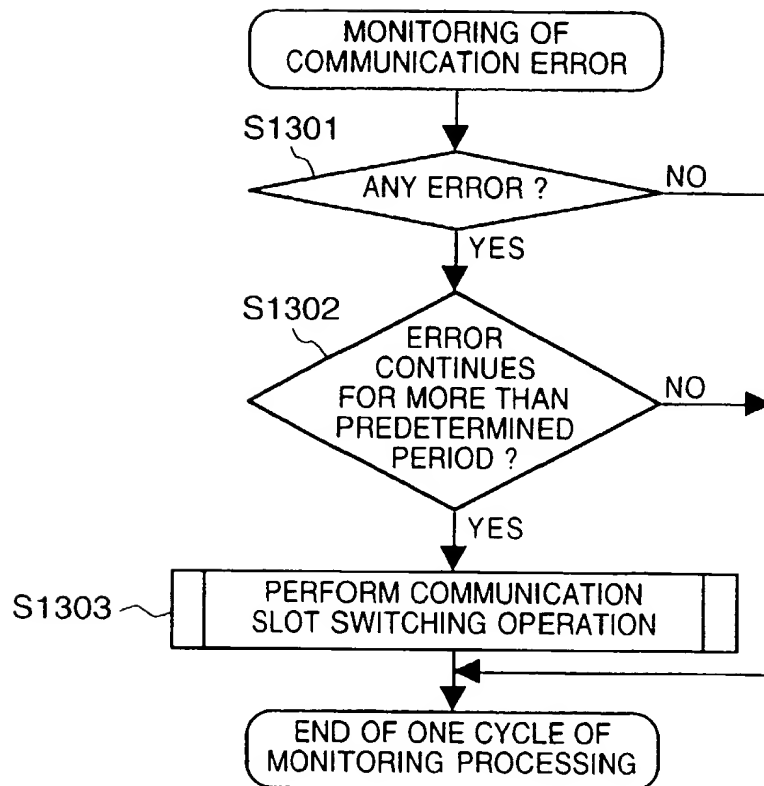 MONITORING OF
COMMUNICATION ERROR
S1301
ANY ERROR ?
NO
YES
S1302
ERROR
CONTINUES
FOR MORE THAN
PREDETERMINED
PERIOD ?
NO
YES
S1303
PERFORM COMMUNICATION
SLOT SWITCHING OPERATION
END OF ONE CYCLE OF
MONITORING PROCESSING